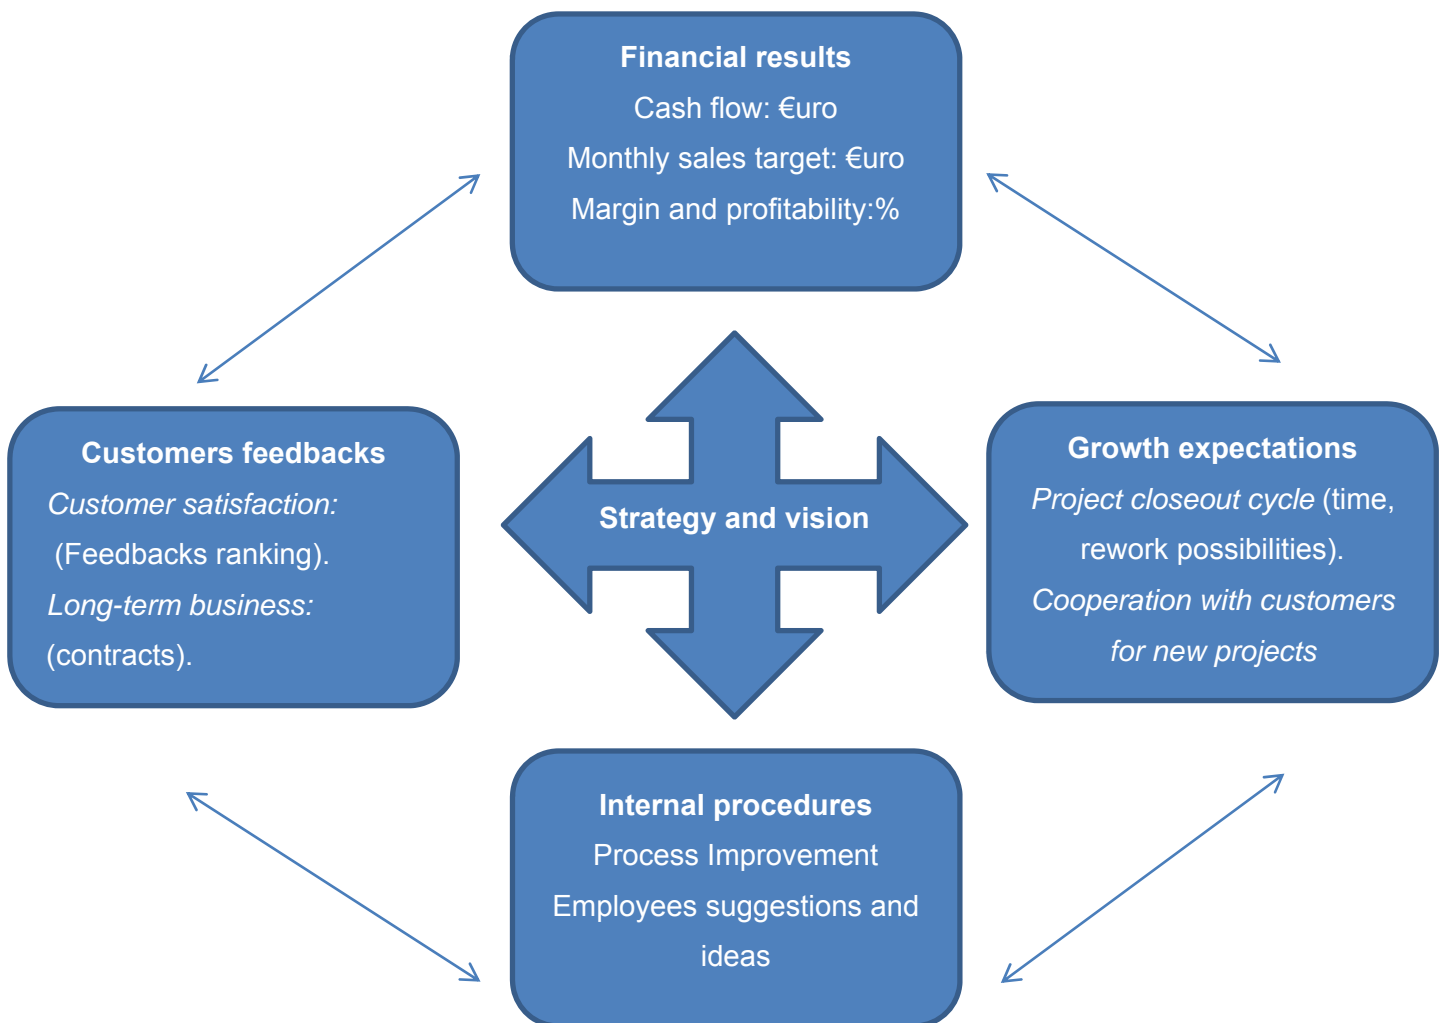 Financial results
Cash flow: €uro
Monthly sales target: €uro
Margin and profitability:%
Customers feedbacks
Customer satisfaction:
(Feedbacks ranking).
Long-term business:
(contracts).
Strategy and vision
Growth expectations
Project closeout cycle (time,
rework possibilities).
Cooperation with customers
for new projects
Internal procedures
Process Improvement
Employees suggestions and
ideas